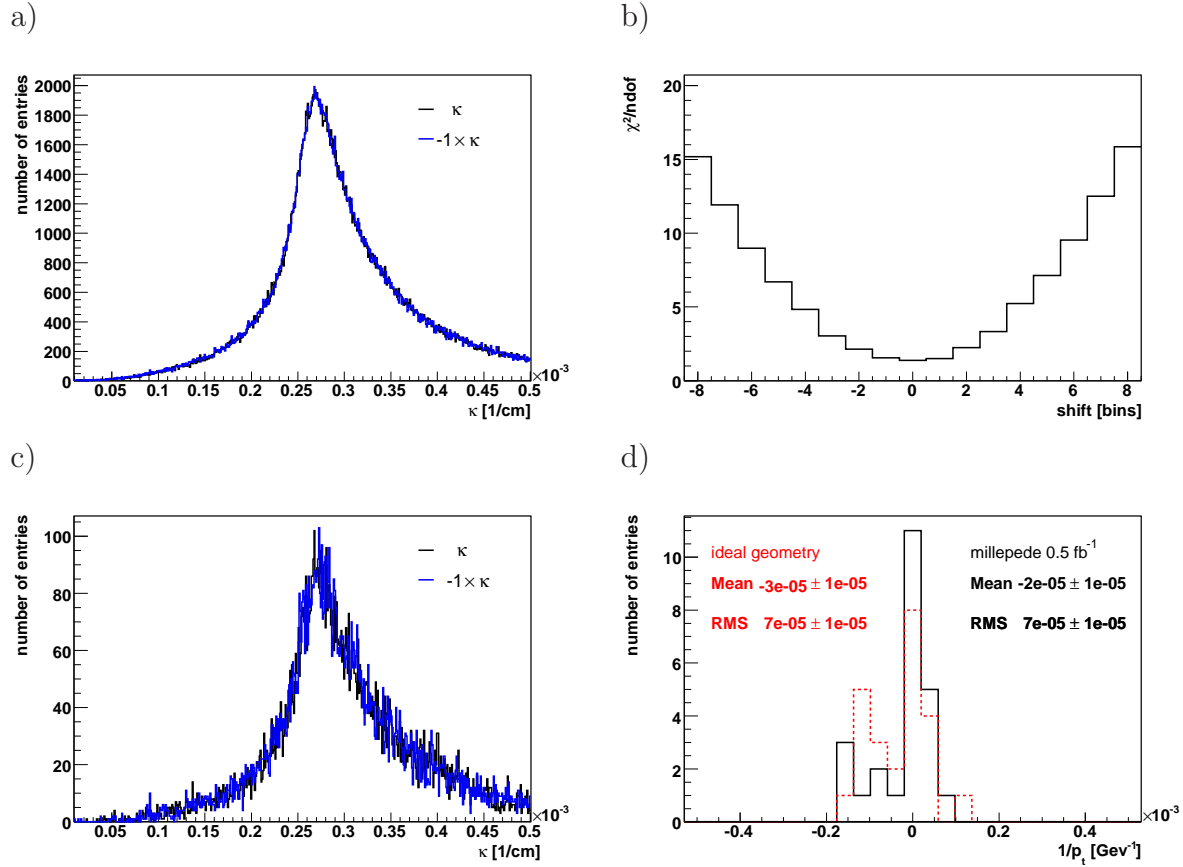 a)
number of entries
2000
1800
1600
1400
1200
1000
800
600
400
200
0
κ
-1 × κ
0.05 0.1 0.15 0.2 0.25 0.3 0.35 0.4 0.45 0.5
×10⁻³
κ [1/cm]
b)
χ²/ndof
20
15
10
5
0
-8 -6 -4 -2 0 2 4 6 8
shift [bins]
c)
number of entries
100
80
60
40
20
0
κ
-1 × κ
0.05 0.1 0.15 0.2 0.25 0.3 0.35 0.4 0.45 0.5
×10⁻³
κ [1/cm]
d)
number of entries
10
8
6
4
2
0
ideal geometry
Mean -3e-05 ± 1e-05
RMS 7e-05 ± 1e-05
millepede 0.5 fb⁻¹
Mean -2e-05 ± 1e-05
RMS 7e-05 ± 1e-05
-0.4 -0.2 0 0.2 0.4
×10⁻³
1/pₜ [Gev⁻¹]